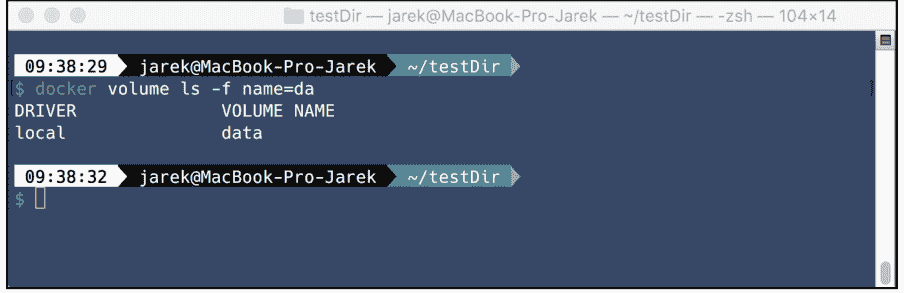 testDir — jarek@MacBook-Pro-Jarek — ~/testDir — -zsh — 104×14
09:38:29 jarek@MacBook-Pro-Jarek ~/testDir
$ docker volume ls -f name=da
DRIVER VOLUME NAME
local data
09:38:32 jarek@MacBook-Pro-Jarek ~/testDir
$